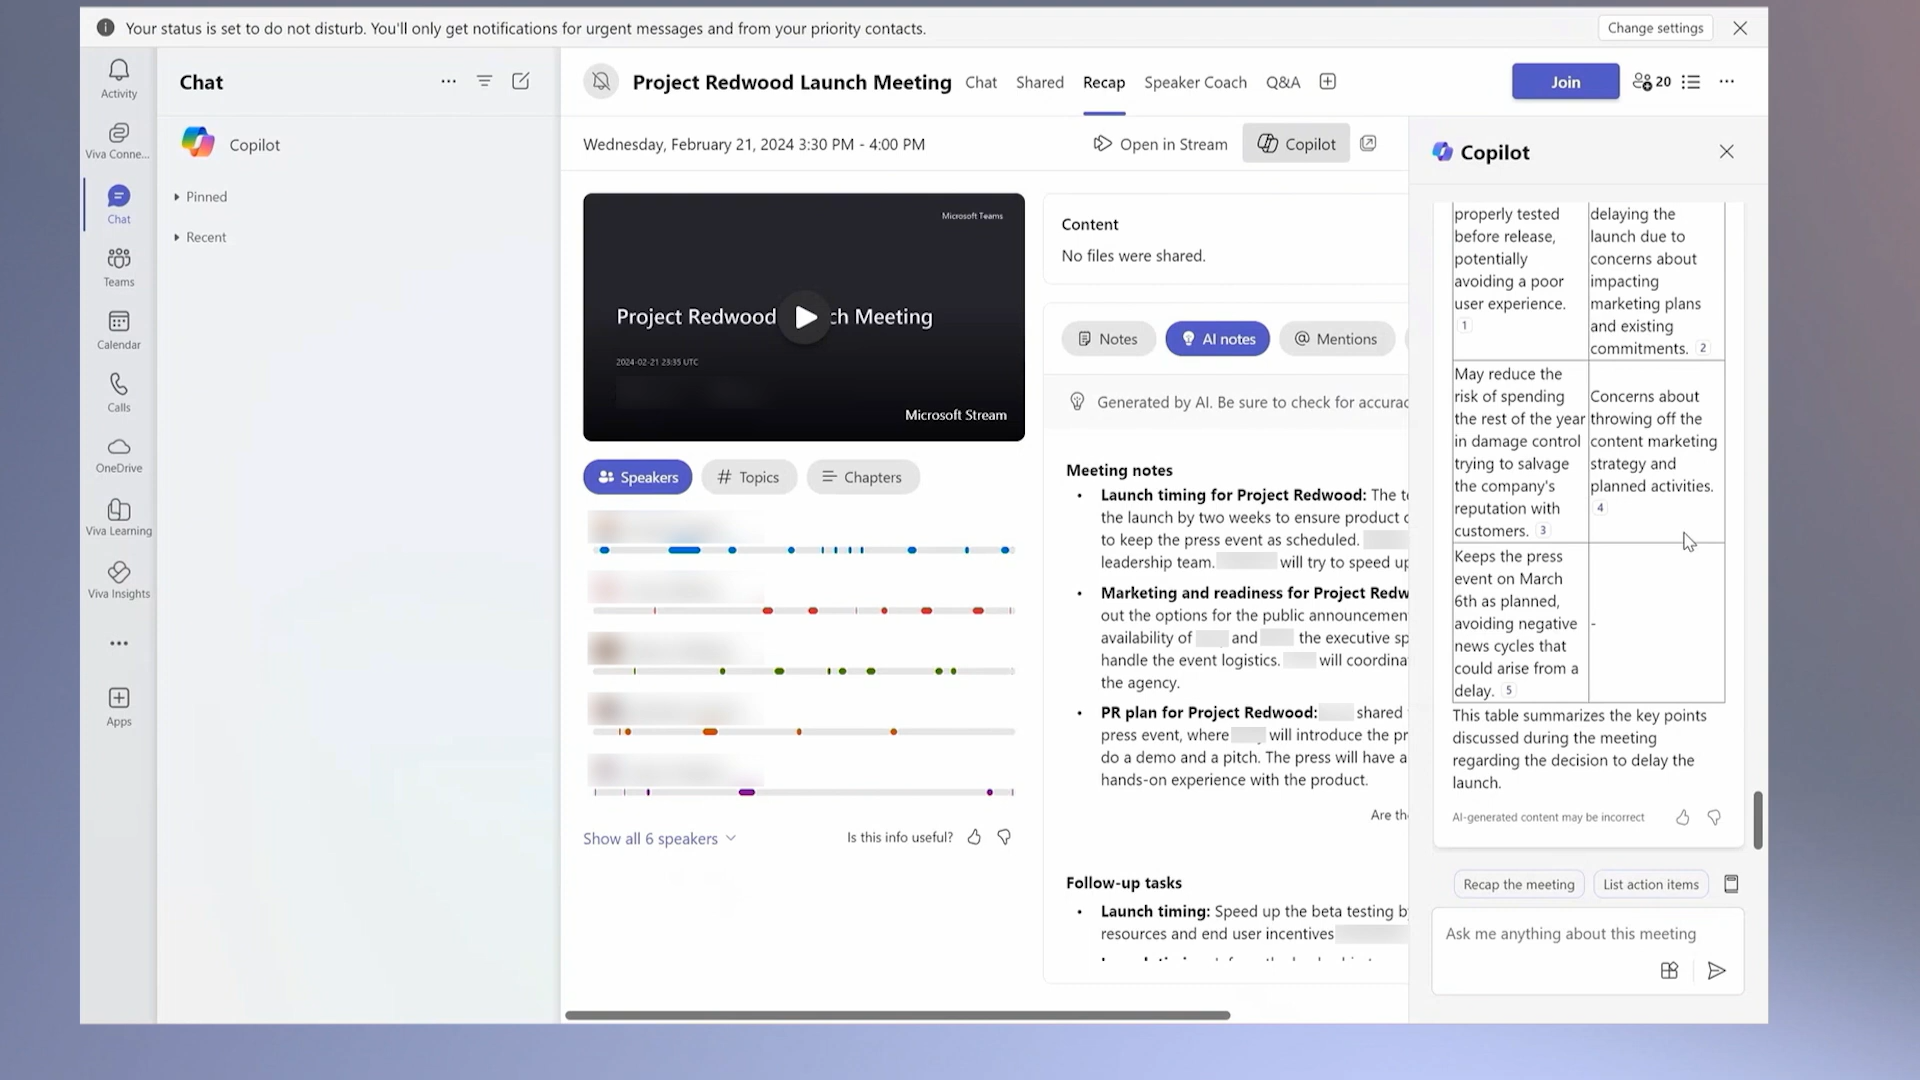 Your status is set to do not disturb. You'll only get notifications for urgent messages and from your priority contacts.
Change settings
Activity
Viva Conne...
Chat
Teams
Calendar
Calls
OneDrive
Viva Learning
Viva Insights
Apps
Chat
Copilot
Pinned
Recent
Project Redwood Launch Meeting
Chat
Shared
Recap
Speaker Coach
Q&A
Join
20
Wednesday, February 21, 2024 3:30 PM - 4:00 PM
Open in Stream
Copilot
Microsoft Teams
Project Redwood ch Meeting
2024-02-21 23:35 UTC
Microsoft Stream
Speakers
Topics
Chapters
Show all 6 speakers
Is this info useful?
Content
No files were shared.
Notes
AI notes
Mentions
Generated by AI. Be sure to check for accurac
Meeting notes
• Launch timing for Project Redwood: The te
the launch by two weeks to ensure product
to keep the press event as scheduled.
leadership team. will try to speed up
• Marketing and readiness for Project Redw
out the options for the public announcemen
availability of and the executive sp
handle the event logistics. will coordina
the agency.
• PR plan for Project Redwood: shared
press event, where will introduce the pr
do a demo and a pitch. The press will have a
hands-on experience with the product.
Are the
Follow-up tasks
• Launch timing: Speed up the beta testing b
resources and end user incentives
Copilot
properly tested
before release,
potentially
avoiding a poor
user experience.
1
delaying the
launch due to
concerns about
impacting
marketing plans
and existing
commitments. 2
May reduce the
risk of spending
the rest of the year
in damage control
trying to salvage
the company's
reputation with
customers. 3
Concerns about
throwing off the
content marketing
strategy and
planned activities.
4
Keeps the press
event on March
6th as planned,
avoiding negative
news cycles that
could arise from a
delay. 5
-
This table summarizes the key points
discussed during the meeting
regarding the decision to delay the
launch.
AI-generated content may be incorrect
Recap the meeting
List action items
Ask me anything about this meeting